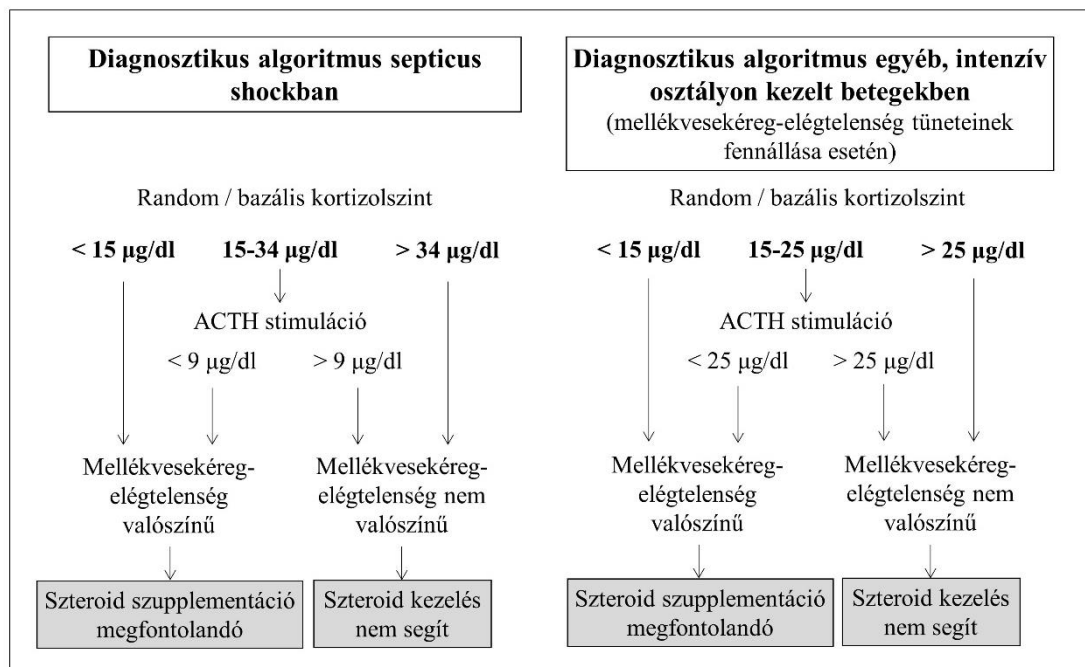 Diagnosztikus algoritmus septicus
shockban
Random / bazális kortizolszint
< 15 μg/dl 15-34 μg/dl > 34 μg/dl
ACTH stimuláció
< 9 μg/dl > 9 μg/dl
Mellékvesekéreg-
elégtelenség
valószínű
Mellékvesekéreg-
elégtelenség nem
valószínű
Szteroid szupplementáció
megfontolandó
Szteroid kezelés
nem segít
Diagnosztikus algoritmus egyéb, intenzív
osztályon kezelt betegekben
(mellékvesekéreg-elégtelenség tüneteinek
fennállása esetén)
Random / bazális kortizolszint
< 15 μg/dl 15-25 μg/dl > 25 μg/dl
ACTH stimuláció
< 25 μg/dl > 25 μg/dl
Mellékvesekéreg-
elégtelenség
valószínű
Mellékvesekéreg-
elégtelenség nem
valószínű
Szteroid szupplementáció
megfontolandó
Szteroid kezelés
nem segít